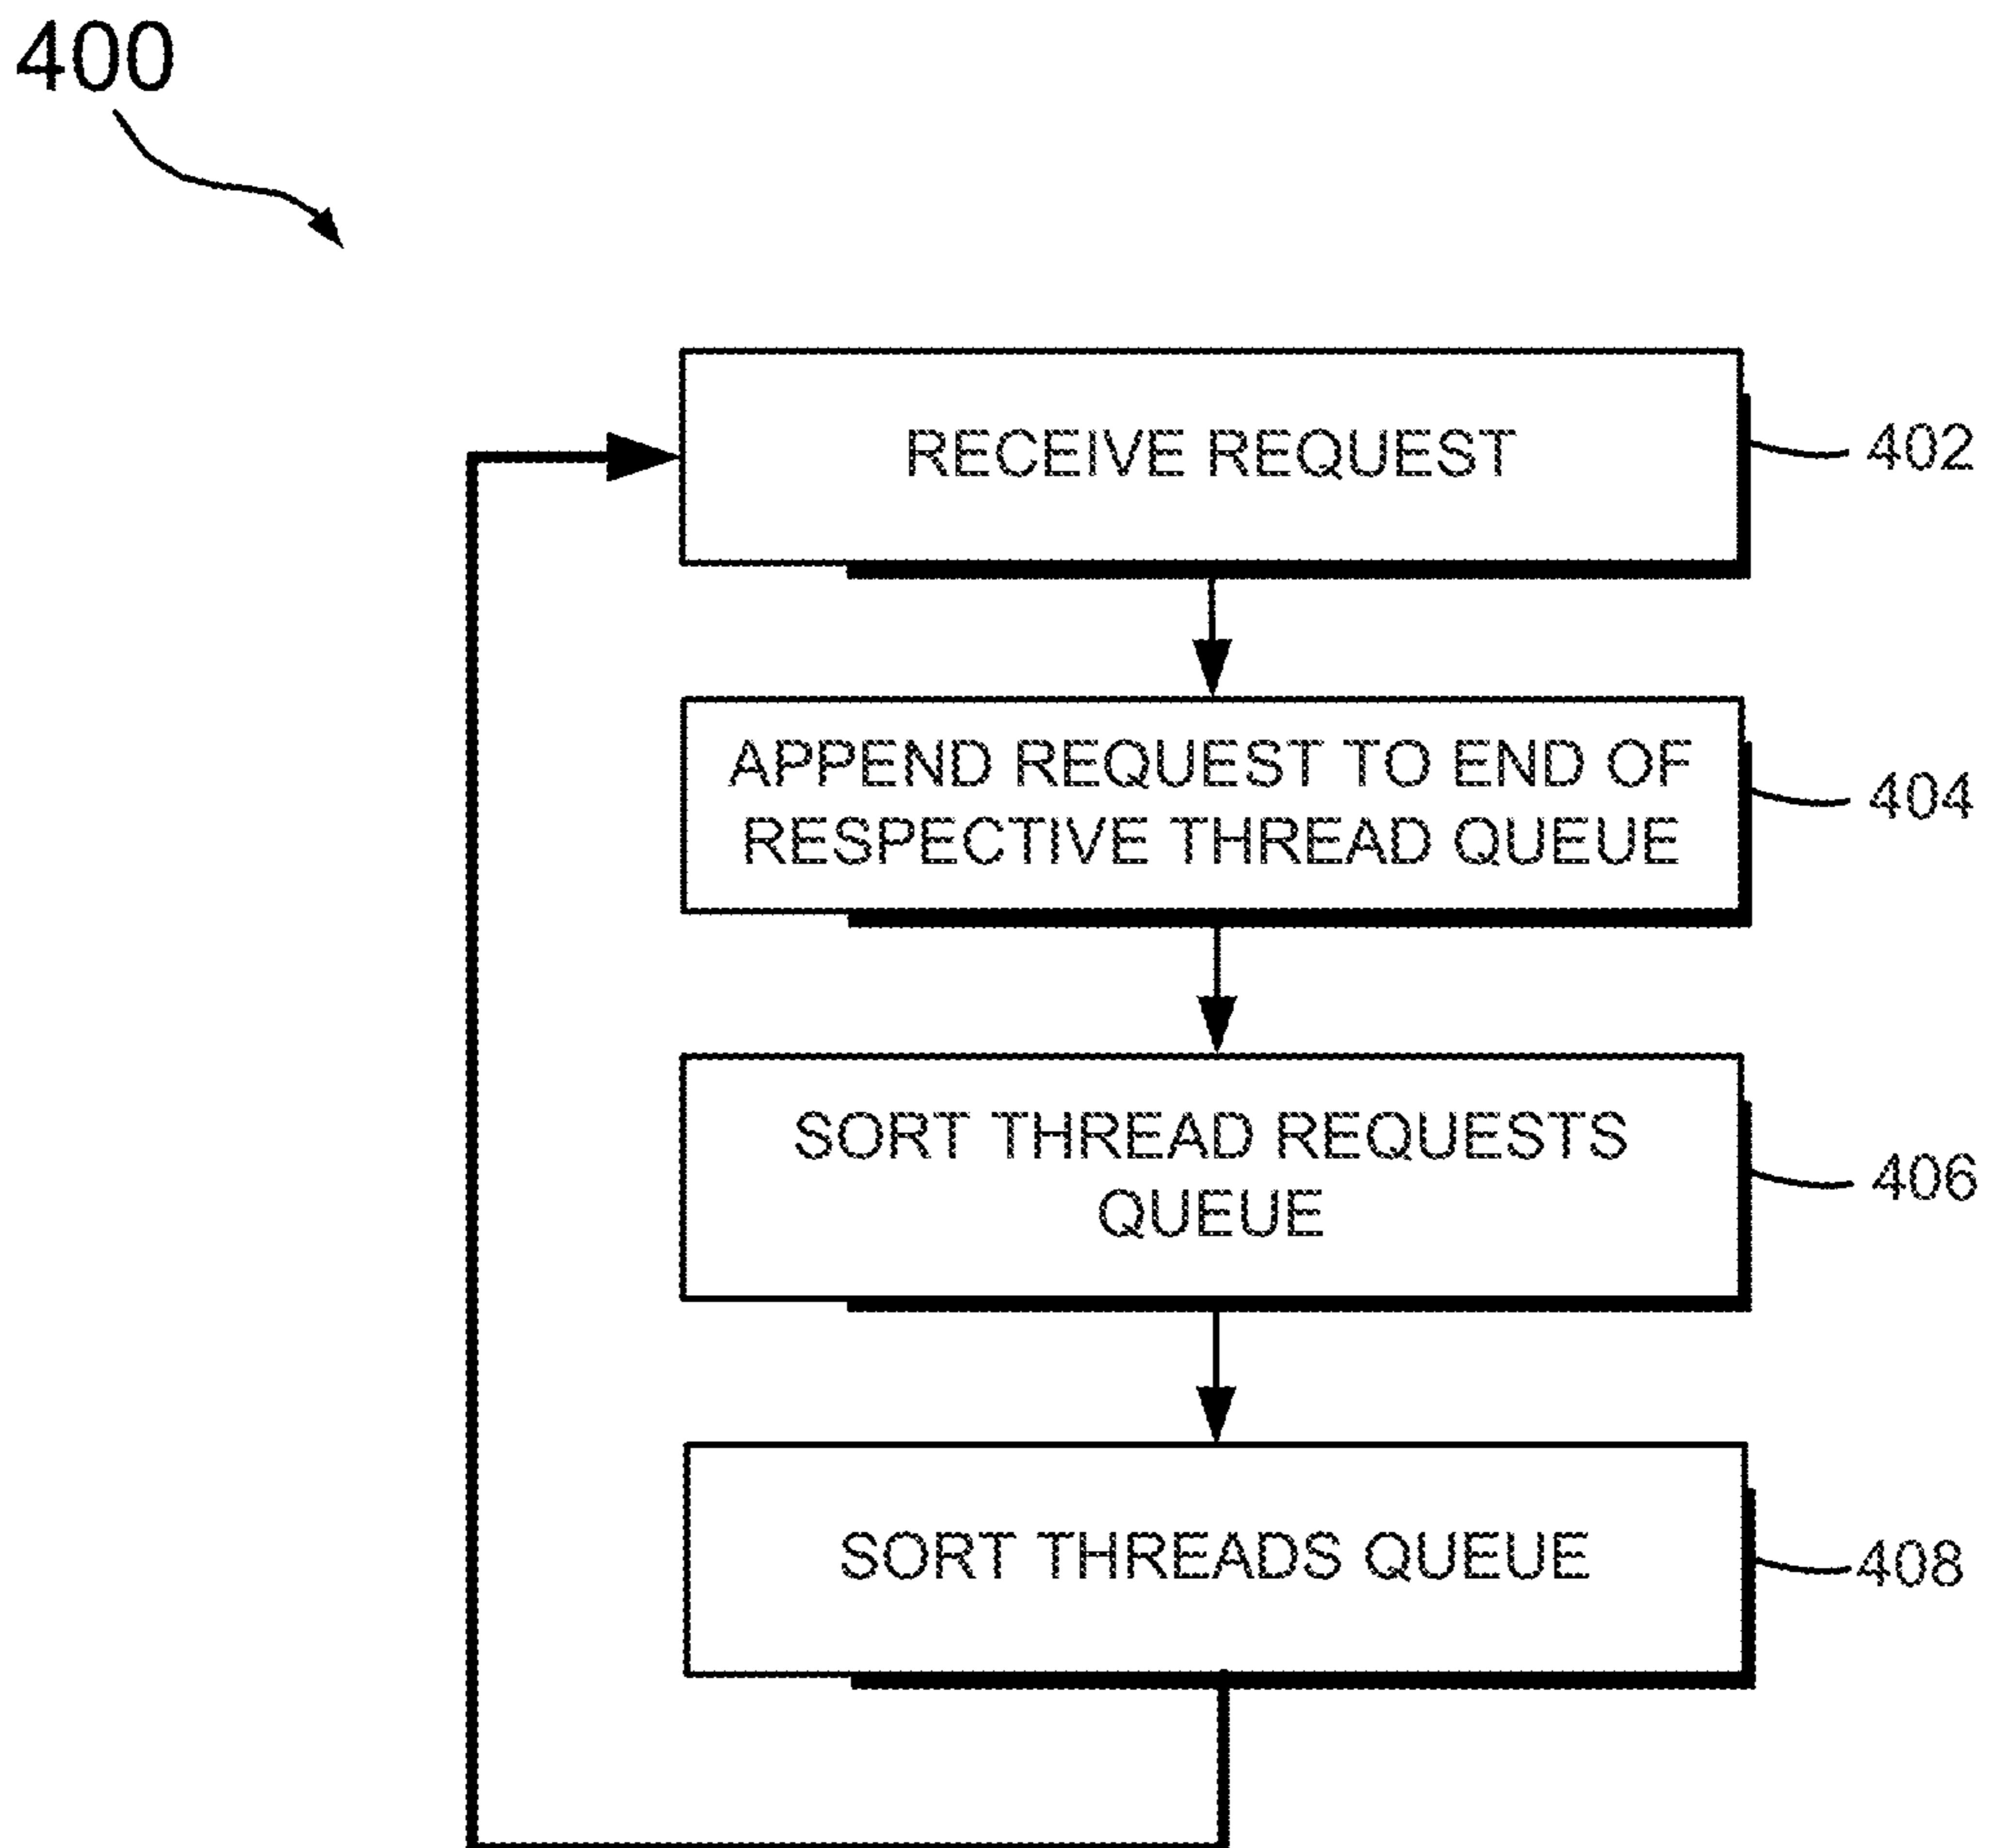 400
RECEIVE REQUEST
402
APPEND REQUEST TO END OF
RESPECTIVE THREAD QUEUE
404
SORT THREAD REQUESTS
QUEUE
406
SORT THREADS QUEUE
408